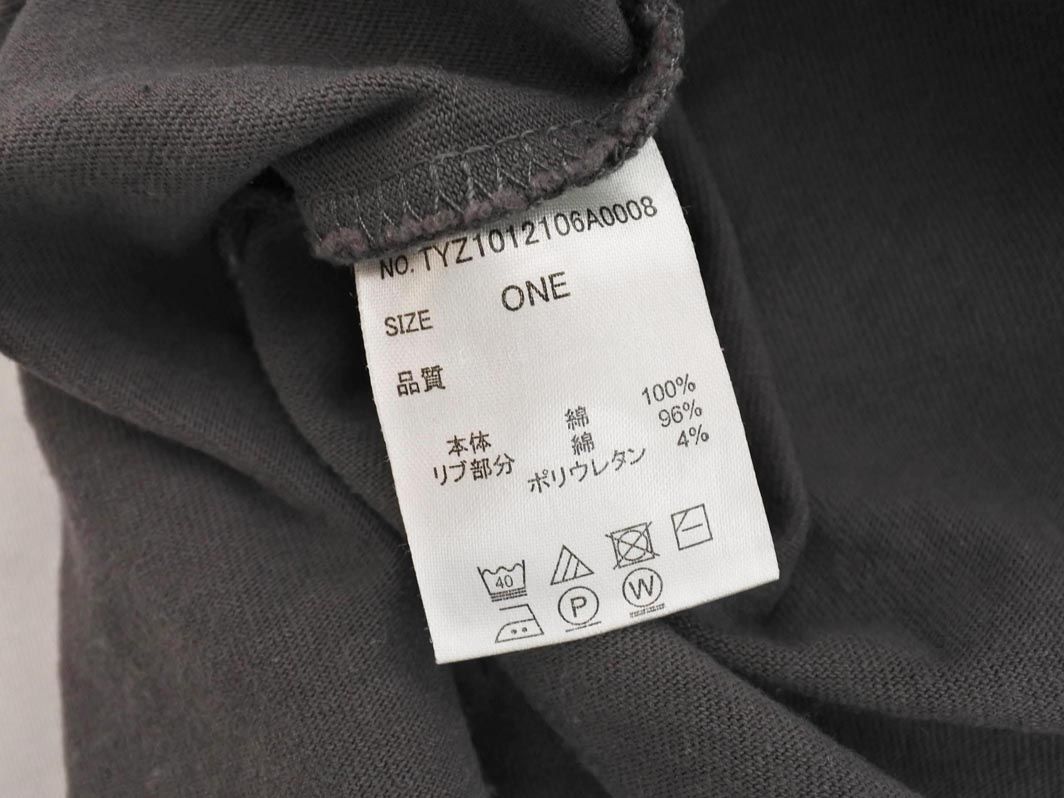 NO. TYZ1012106A0008
SIZE ONE
品質
本体 綿 100%
リブ部分 綿 96%
ポリウレタン 4%
40
P W